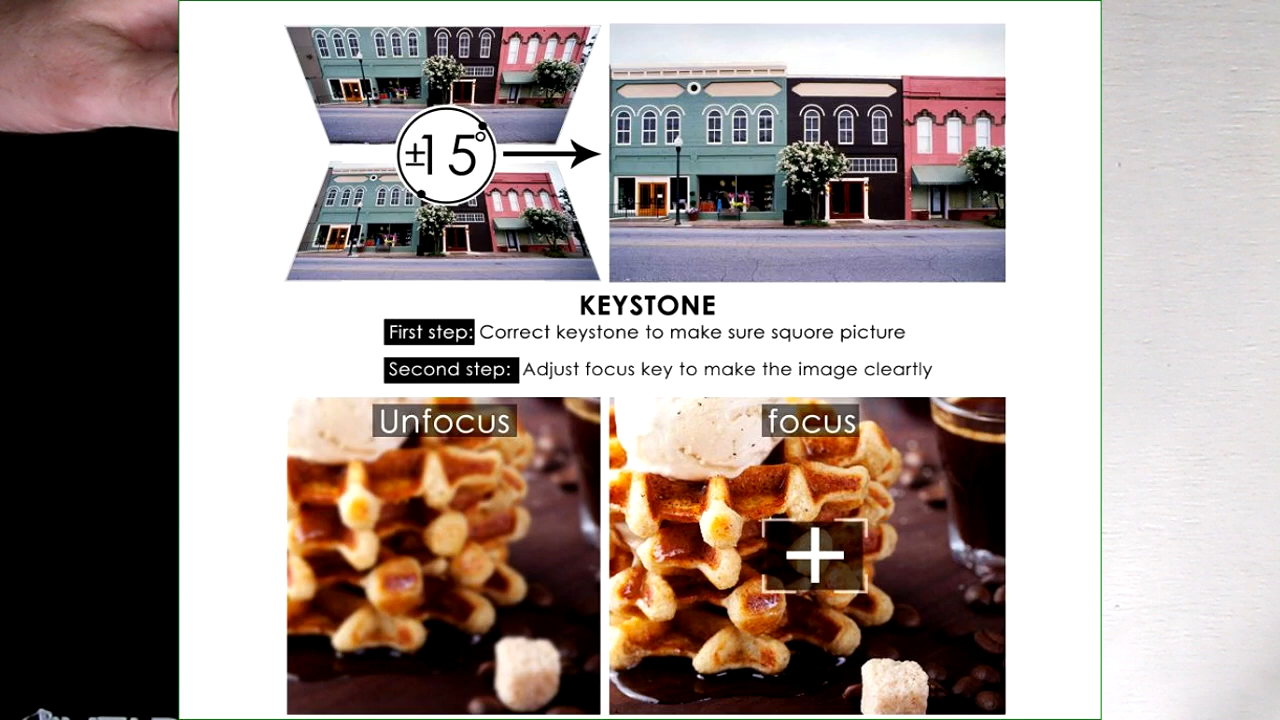 ±15°
KEYSTONE
First step: Correct keystone to make sure squore picture
Second step: Adjust focus key to make the image cleartly
Unfocus
focus